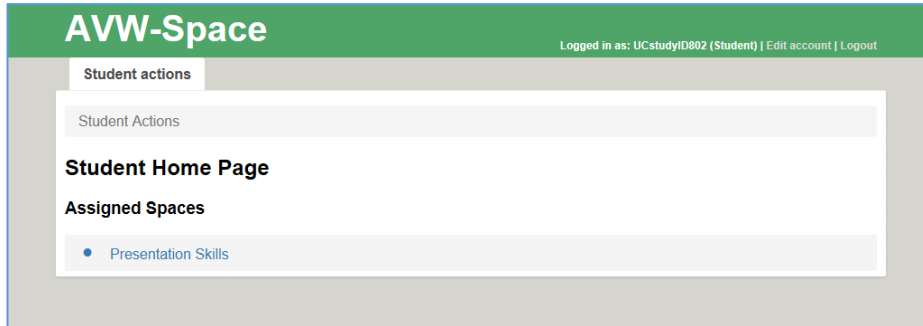 AVW-Space
Logged in as: UCstudyID802 (Student) | Edit account | Logout
Student actions
Student Actions
Student Home Page
Assigned Spaces
Presentation Skills